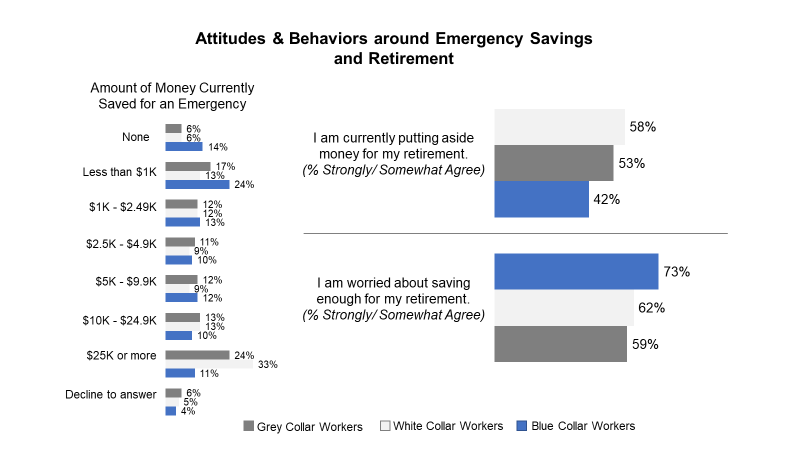 Attitudes & Behaviors around Emergency Savings
and Retirement
Amount of Money Currently
Saved for an Emergency
None
6%
6%
14%
Less than $1K
17%
13%
24%
$1K - $2.49K
12%
12%
13%
$2.5K - $4.9K
11%
9%
10%
$5K - $9.9K
12%
9%
12%
$10K - $24.9K
13%
13%
10%
$25K or more
24%
33%
11%
Decline to answer
6%
5%
4%
I am currently putting aside
money for my retirement.
(% Strongly/ Somewhat Agree)
58%
53%
42%
I am worried about saving
enough for my retirement.
(% Strongly/ Somewhat Agree)
73%
62%
59%
Grey Collar Workers
White Collar Workers
Blue Collar Workers